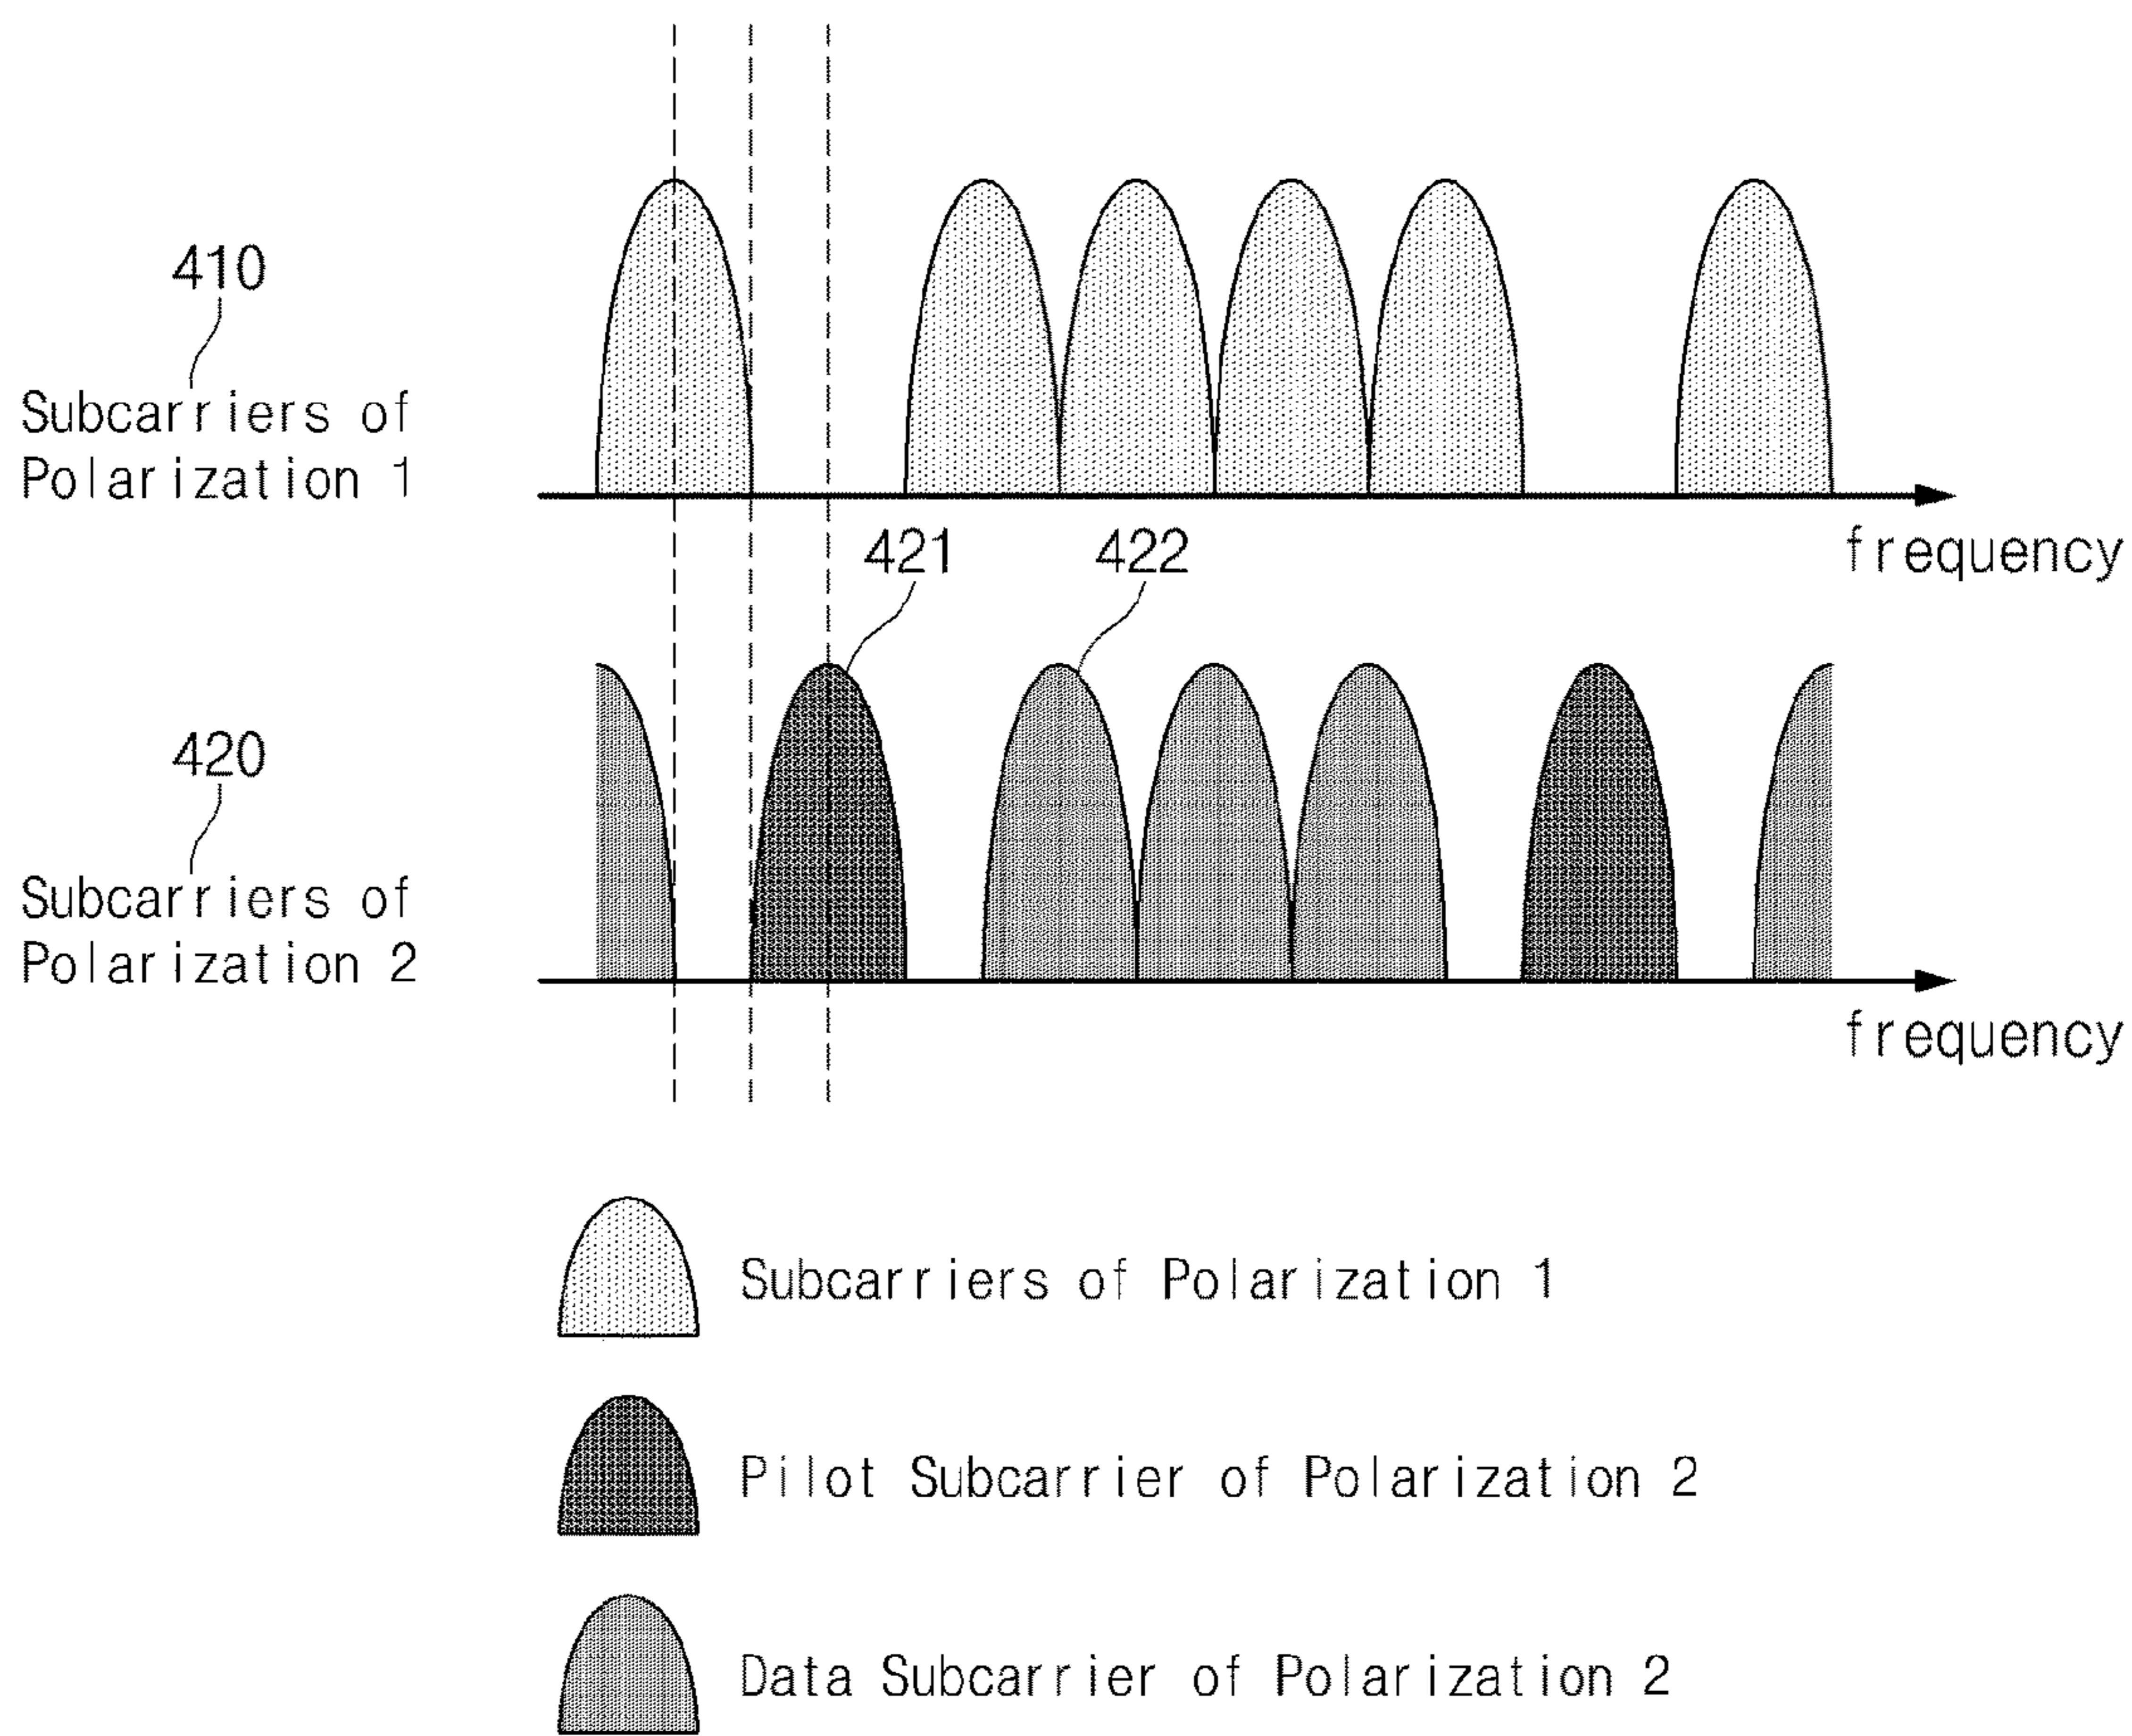 410
Subcarriers of
Polarization 1
frequency
421
422
420
Subcarriers of
Polarization 2
frequency
Subcarriers of Polarization 1
Pilot Subcarrier of Polarization 2
Data Subcarrier of Polarization 2